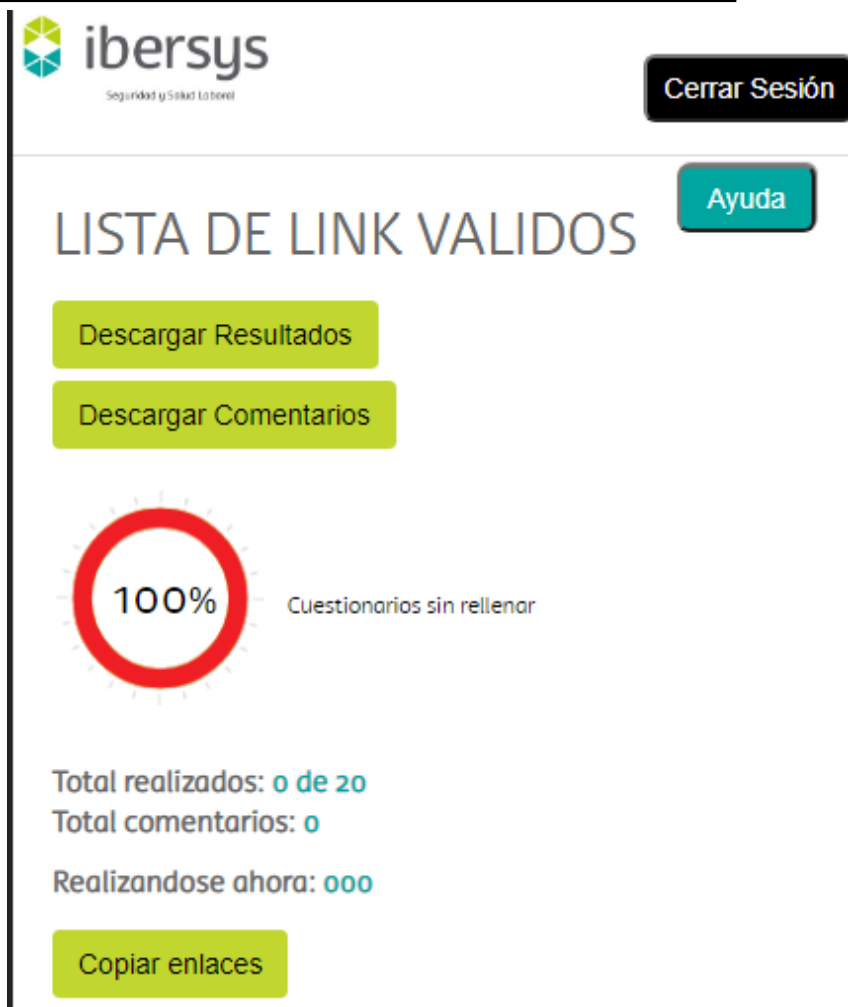 ibersys
Seguridad y Salud Laboral
Cerrar Sesión
Ayuda
LISTA DE LINK VALIDOS
Descargar Resultados
Descargar Comentarios
100%
Cuestionarios sin rellenar
Total realizados: 0 de 20
Total comentarios: 0
Realizandose ahora: 000
Copiar enlaces